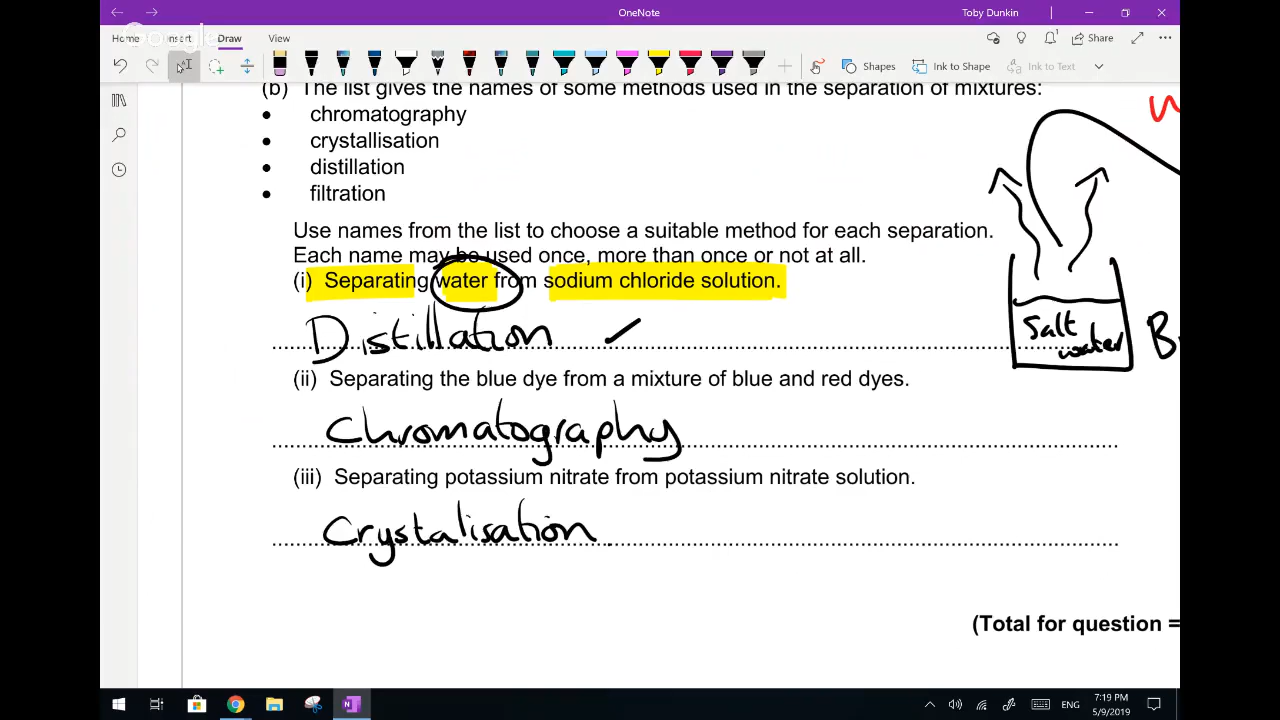 OneNote
Toby Dunkin
Home Insert Draw View
Share
Shapes
Ink to Shape
Ink to Text
(b) The list gives the names of some methods used in the separation of mixtures:
• chromatography
• crystallisation
• distillation
• filtration
Use names from the list to choose a suitable method for each separation.
Each name may be used once, more than once or not at all.
(i) Separating water from sodium chloride solution.
Distillation ✓
Salt
water
(ii) Separating the blue dye from a mixture of blue and red dyes.
Chromatography
(iii) Separating potassium nitrate from potassium nitrate solution.
Crystalisation
(Total for question =
ENG
7:19 PM
5/9/2019